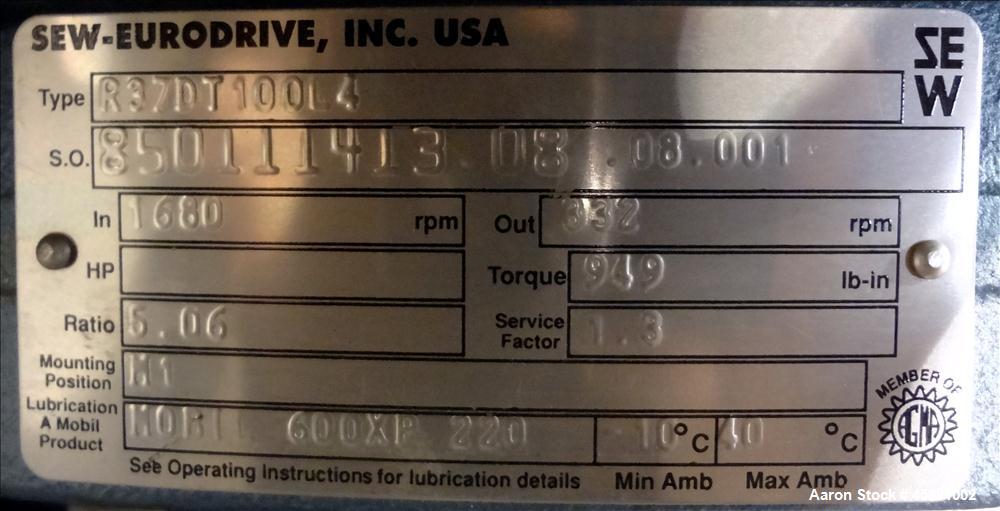 SEW-EURODRIVE, INC. USA
SEW
Type R37DT100L4
S.O. 850111413.08.08.001
In 1680 rpm Out 332 rpm
HP Torque 949 lb-in
Ratio 5.06 Service Factor 1.3
Mounting Position M1
Lubrication A Mobil Product MOBIL 600XP 220 -10°C 40 °C
See Operating Instructions for lubrication details Min Amb Max Amb
MEMBER OF
AGMA
Aaron Stock #